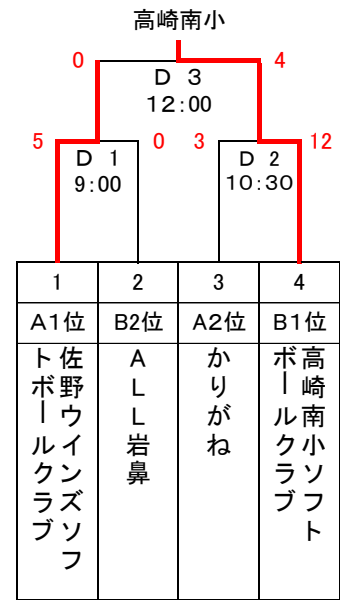 高崎南小
0 4
D 3
12:00
5 0 3 12
D 1 D 2
9:00 10:30
1 2 3 4
A1位 B2位 A2位 B1位
佐野ウインズソフ
トボールクラブ
ALL岩鼻
かりがね
高崎南小ソフト
ボールクラブ